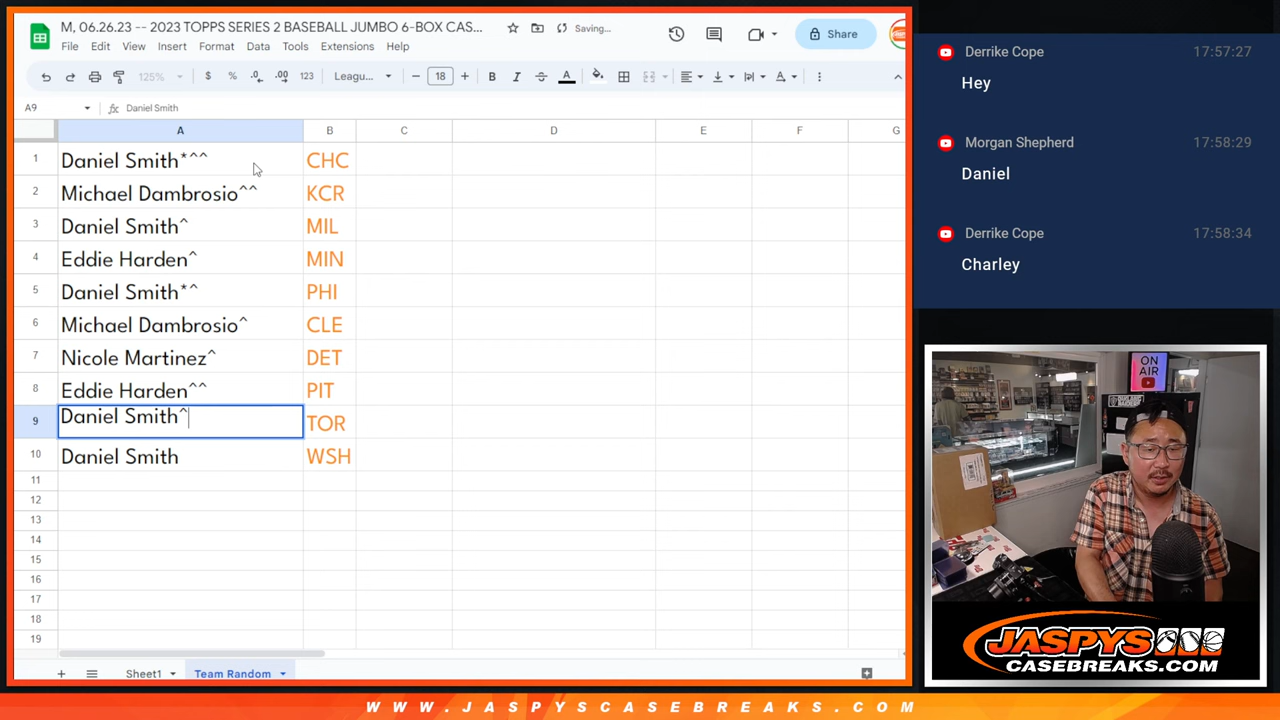 M, 06.26.23 -- 2023 TOPPS SERIES 2 BASEBALL JUMBO 6-BOX CAS...
Saving...
Share
File Edit View Insert Format Data Tools Extensions Help
125% $ % .0 .00 123 Leagu... 18 B I A
A9 fx Daniel Smith
A B C D E F G
1 Daniel Smith*^^ CHC
2 Michael Dambrosio^^ KCR
3 Daniel Smith^ MIL
4 Eddie Harden^ MIN
5 Daniel Smith*^ PHI
6 Michael Dambrosio^ CLE
7 Nicole Martinez^ DET
8 Eddie Harden^^ PIT
9 Daniel Smith^ TOR
10 Daniel Smith WSH
11
12
13
14
15
16
17
18
19
Sheet1 Team Random
Derrike Cope 17:57:27
Hey
Morgan Shepherd 17:58:29
Daniel
Derrike Cope 17:58:34
Charley
ON AIR
JASPYS
CASEBREAKS.COM
WWW.JASPYSCASEBREAKS.COM